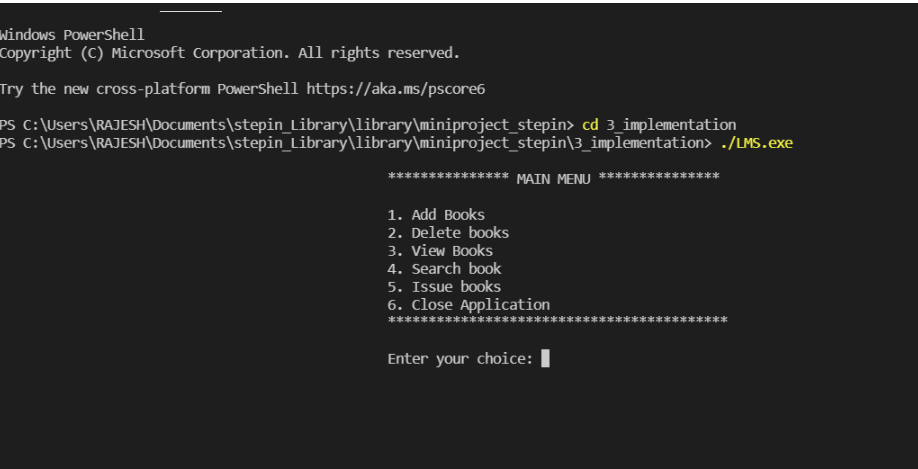 Windows PowerShell
Copyright (C) Microsoft Corporation. All rights reserved.
Try the new cross-platform PowerShell https://aka.ms/pscore6
PS C:\Users\RAJESH\Documents\stepin_Library\library\miniproject_stepin> cd 3_implementation
PS C:\Users\RAJESH\Documents\stepin_Library\library\miniproject_stepin\3_implementation> ./LMS.exe
*************** MAIN MENU ***************
1. Add Books
2. Delete books
3. View Books
4. Search book
5. Issue books
6. Close Application
******************************************
Enter your choice: